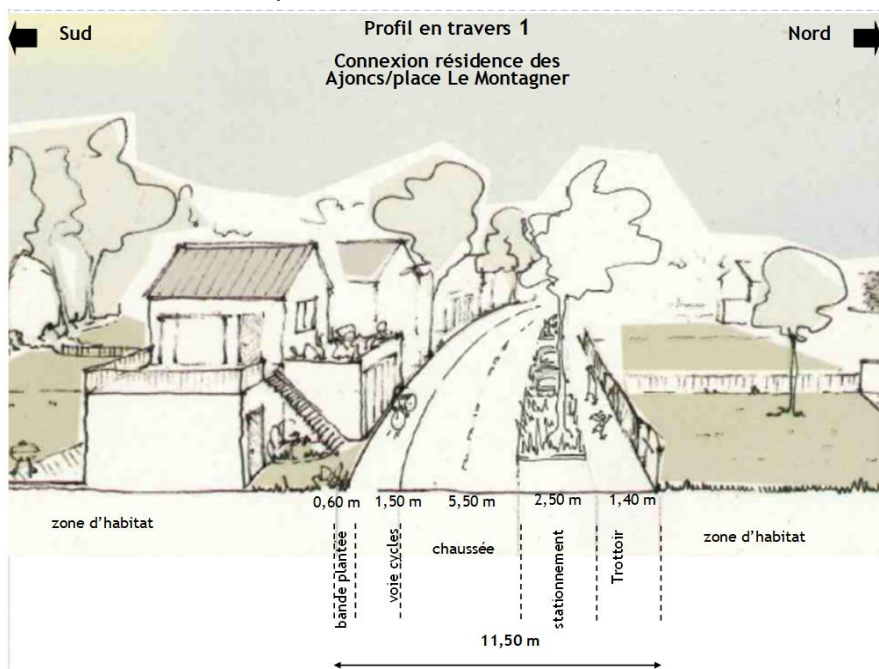 Sud
Profil en travers 1
Nord
Connexion résidence des
Ajoncs/place Le Montagner
0,60 m 1,50 m 5,50 m 2,50 m 1,40 m
zone d'habitat
bande plantée
voie cycles
chaussée
stationnement
Trottoir
zone d'habitat
11,50 m